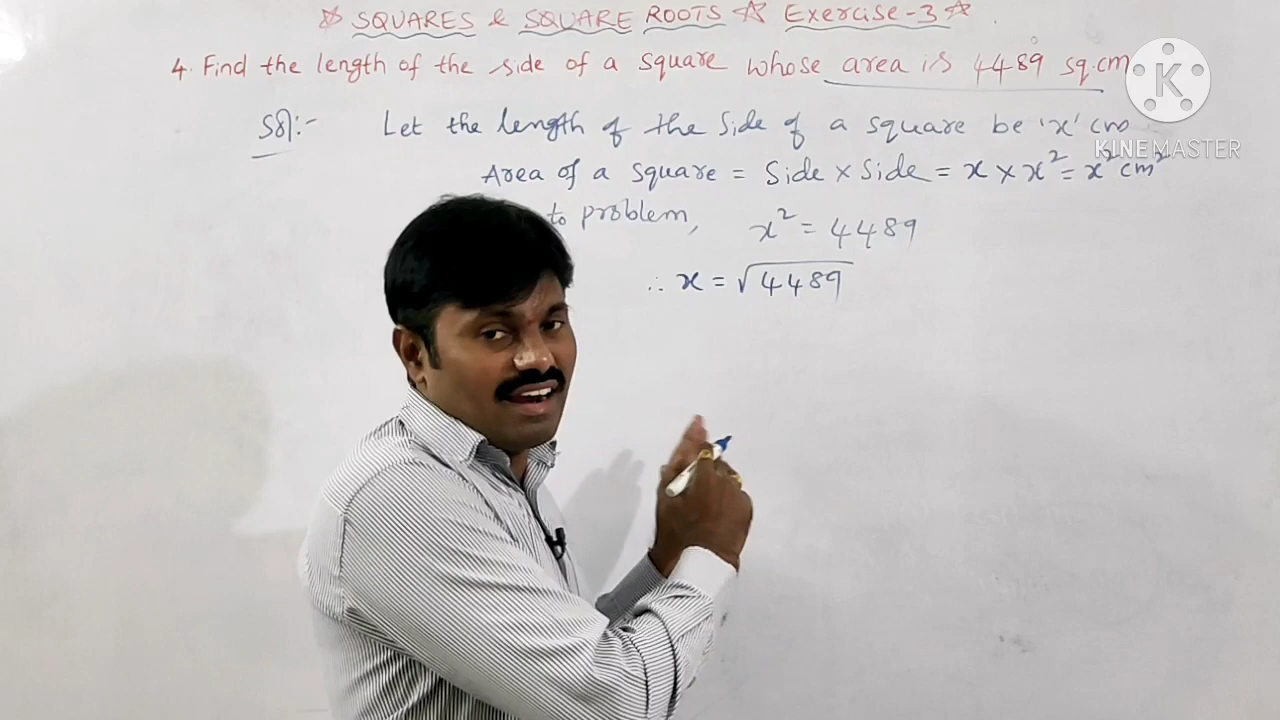 ☆ SQUARES & SQUARE ROOTS ☆ Exercise-3 ☆
4. Find the length of the side of a square whose area is 4489 sq.cm
Sol:- Let the length of the side of a square be 'x' cm
Area of a square = side × side = x × x² = x² cm²
to problem, x² = 4489
∴ x = √4489
K
KINEMASTER